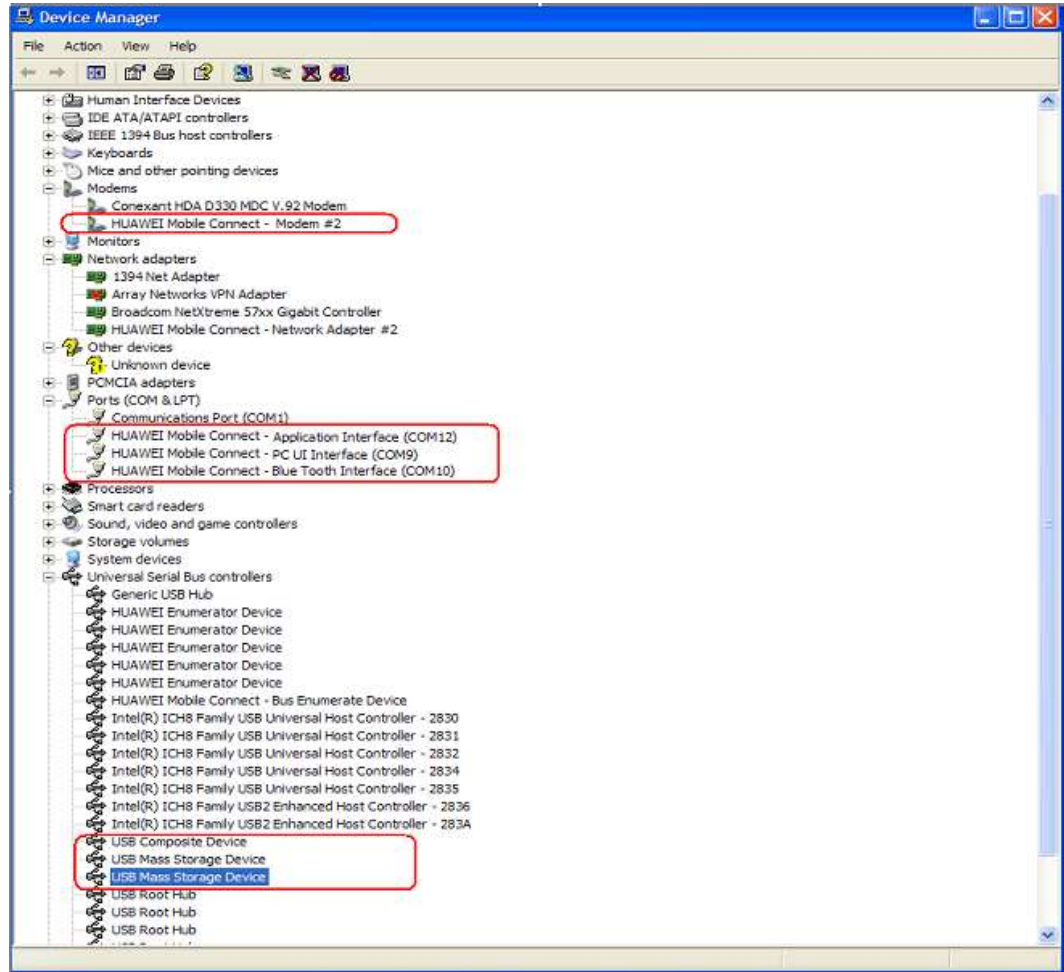 Device Manager
File Action View Help
Human Interface Devices
IDE ATA/ATAPI controllers
IEEE 1394 Bus host controllers
Keyboards
Mice and other pointing devices
Modems
Conexant HDA D330 MDC V.92 Modem
HUAWEI Mobile Connect - Modem #2
Monitors
Network adapters
1394 Net Adapter
Array Networks VPN Adapter
Broadcom NetXtreme 57xx Gigabit Controller
HUAWEI Mobile Connect - Network Adapter #2
Other devices
Unknown device
PCMCIA adapters
Ports (COM & LPT)
Communications Port (COM1)
HUAWEI Mobile Connect - Application Interface (COM12)
HUAWEI Mobile Connect - PC UI Interface (COM9)
HUAWEI Mobile Connect - Blue Tooth Interface (COM10)
Processors
Smart card readers
Sound, video and game controllers
Storage volumes
System devices
Universal Serial Bus controllers
Generic USB Hub
HUAWEI Enumerator Device
HUAWEI Enumerator Device
HUAWEI Enumerator Device
HUAWEI Enumerator Device
HUAWEI Enumerator Device
HUAWEI Mobile Connect - Bus Enumerate Device
Intel(R) ICH8 Family USB Universal Host Controller - 2830
Intel(R) ICH8 Family USB Universal Host Controller - 2831
Intel(R) ICH8 Family USB Universal Host Controller - 2832
Intel(R) ICH8 Family USB Universal Host Controller - 2834
Intel(R) ICH8 Family USB Universal Host Controller - 2835
Intel(R) ICH8 Family USB2 Enhanced Host Controller - 2836
Intel(R) ICH8 Family USB2 Enhanced Host Controller - 283A
USB Composite Device
USB Mass Storage Device
USB Mass Storage Device
USB Root Hub
USB Root Hub
USB Root Hub